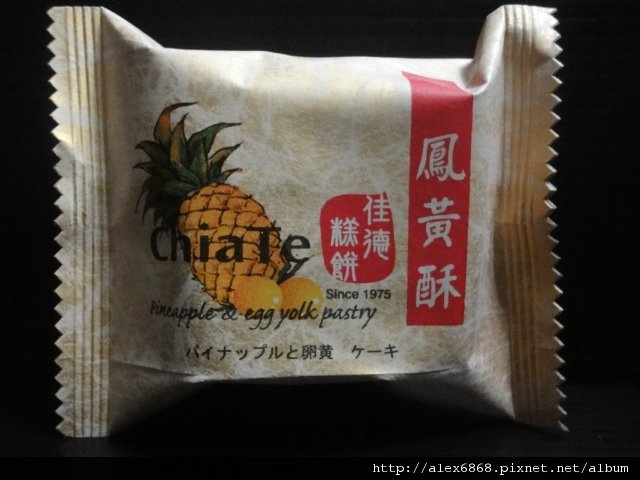 鳳黃酥
佳德
糕餅
ChiaTe
Since 1975
Pineapple & egg yolk pastry
パイナップルと卵黄 ケーキ
http://alex6868.pixnet.net/album